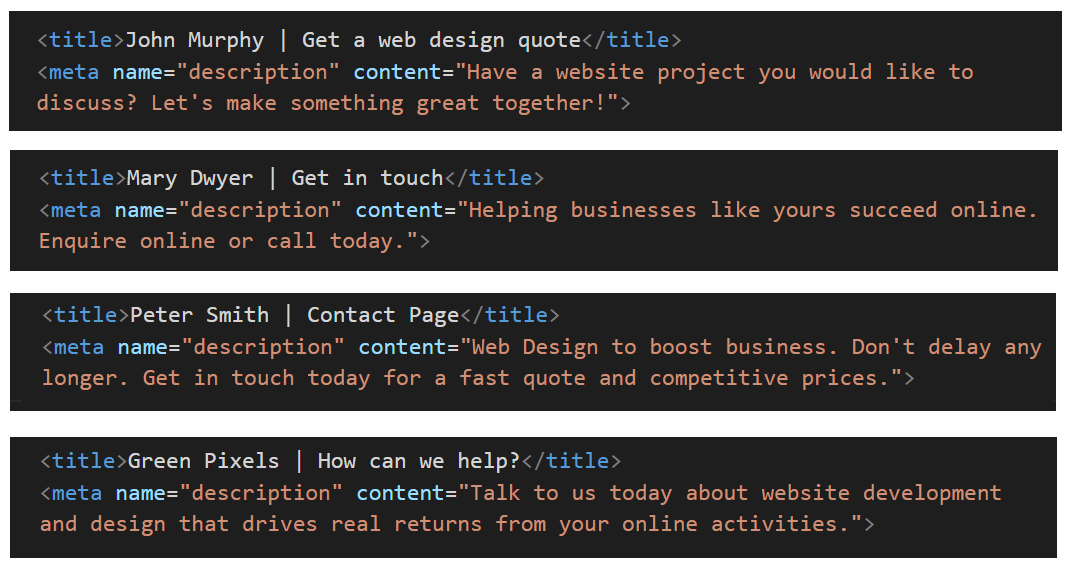 <title>John Murphy | Get a web design quote</title>
<meta name="description" content="Have a website project you would like to
discuss? Let's make something great together!">
<title>Mary Dwyer | Get in touch</title>
<meta name="description" content="Helping businesses like yours succeed online.
Enquire online or call today.">
<title>Peter Smith | Contact Page</title>
<meta name="description" content="Web Design to boost business. Don't delay any
longer. Get in touch today for a fast quote and competitive prices.">
<title>Green Pixels | How can we help?</title>
<meta name="description" content="Talk to us today about website development
and design that drives real returns from your online activities.">